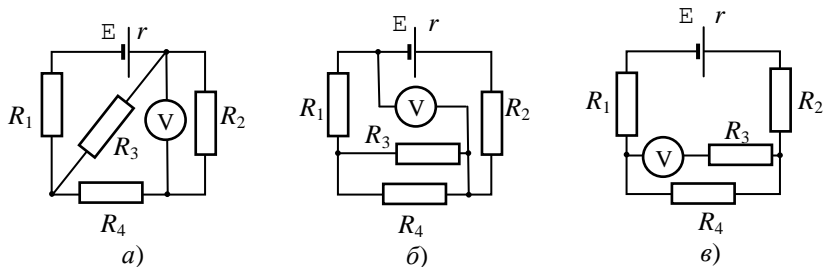 E r
R1 V R2
R3
R4
а)
E r
R1 V R2
R3
R4
б)
E r
R1 R2
V R3
R4
в)